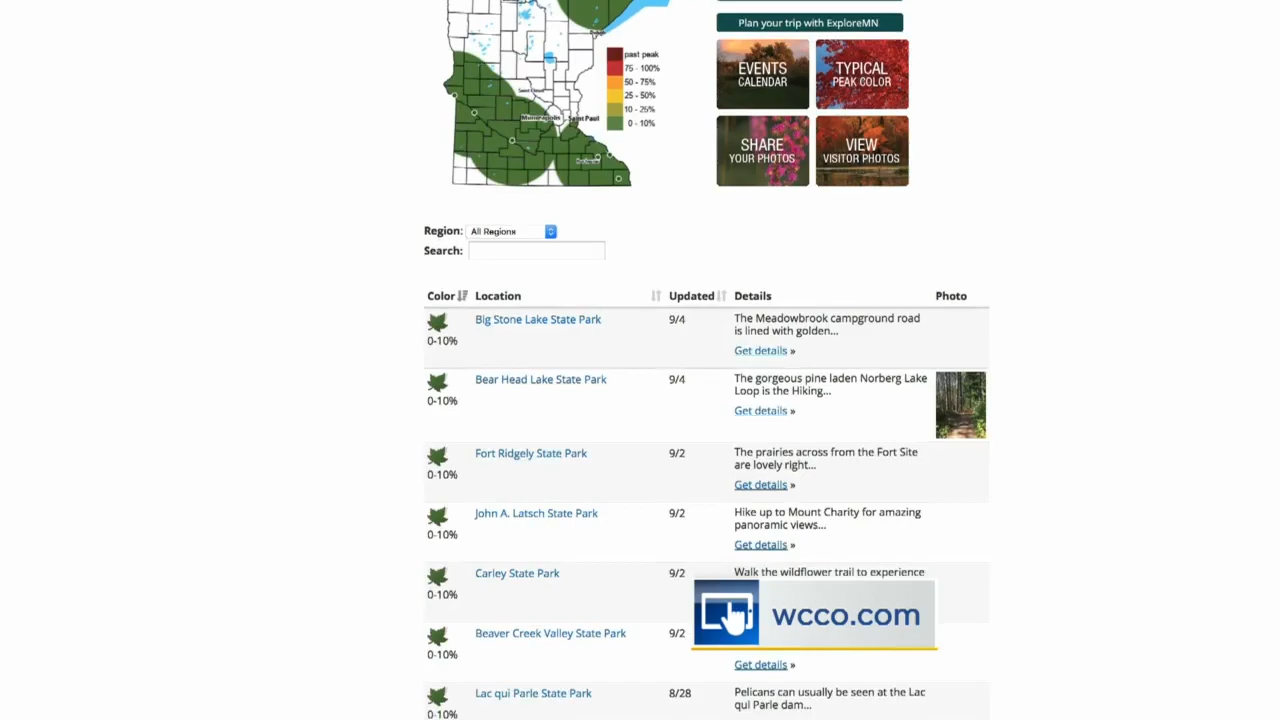 Plan your trip with ExploreMN
past peak
75 - 100%
50 - 75%
25 - 50%
10 - 25%
0 - 10%
Saint Cloud
Minneapolis
Saint Paul
EVENTS
CALENDAR
TYPICAL
PEAK COLOR
SHARE
YOUR PHOTOS
VIEW
VISITOR PHOTOS
Region: All Regions
Search:
Color Location Updated Details Photo
0-10%
Big Stone Lake State Park
9/4
The Meadowbrook campground road
is lined with golden...
Get details »
0-10%
Bear Head Lake State Park
9/4
The gorgeous pine laden Norberg Lake
Loop is the Hiking...
Get details »
0-10%
Fort Ridgely State Park
9/2
The prairies across from the Fort Site
are lovely right...
Get details »
0-10%
John A. Latsch State Park
9/2
Hike up to Mount Charity for amazing
panoramic views...
Get details »
0-10%
Carley State Park
9/2
Walk the wildflower trail to experience
wcco.com
0-10%
Beaver Creek Valley State Park
9/2
Get details »
0-10%
Lac qui Parle State Park
8/28
Pelicans can usually be seen at the Lac
qui Parle dam...